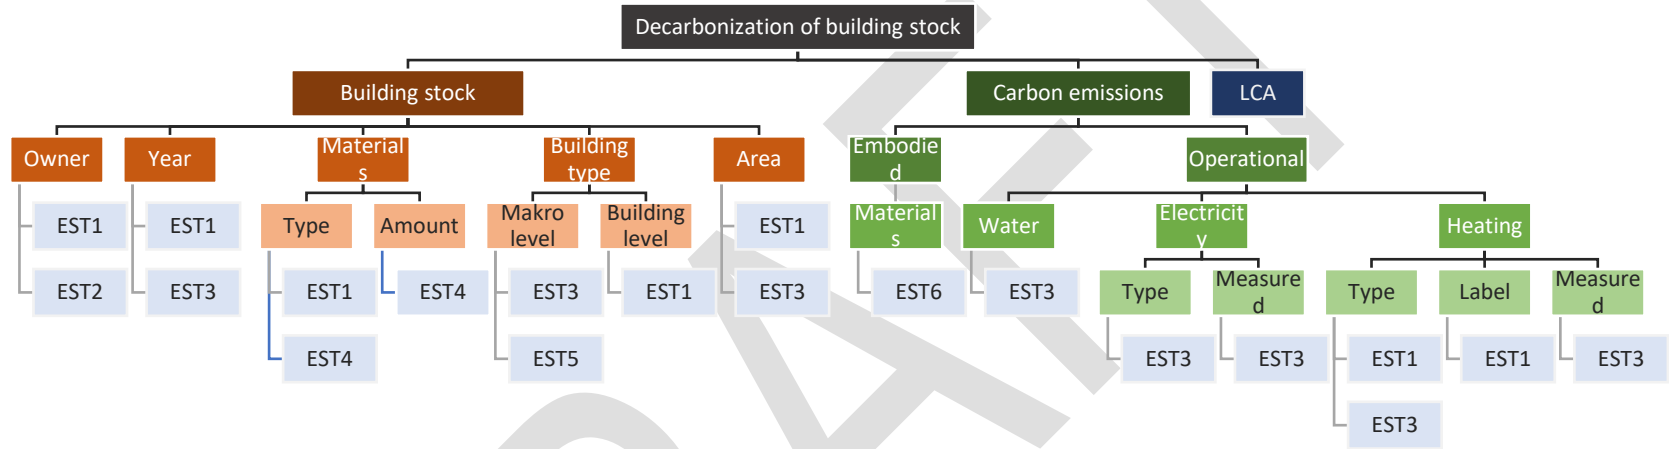 Decarbonization of building stock
Building stock
Carbon emissions
LCA
Owner
Year
Material
s
Building
type
Area
Embodie
d
Operational
EST1
EST2
EST1
EST3
Type
Amount
EST1
EST4
EST4
Makro
level
Building
level
EST3
EST5
EST1
EST1
EST3
Material
s
EST6
Water
EST3
Electricit
y
Heating
Type
Measure
d
EST3
EST3
Type
Label
Measure
d
EST1
EST3
EST1
EST3